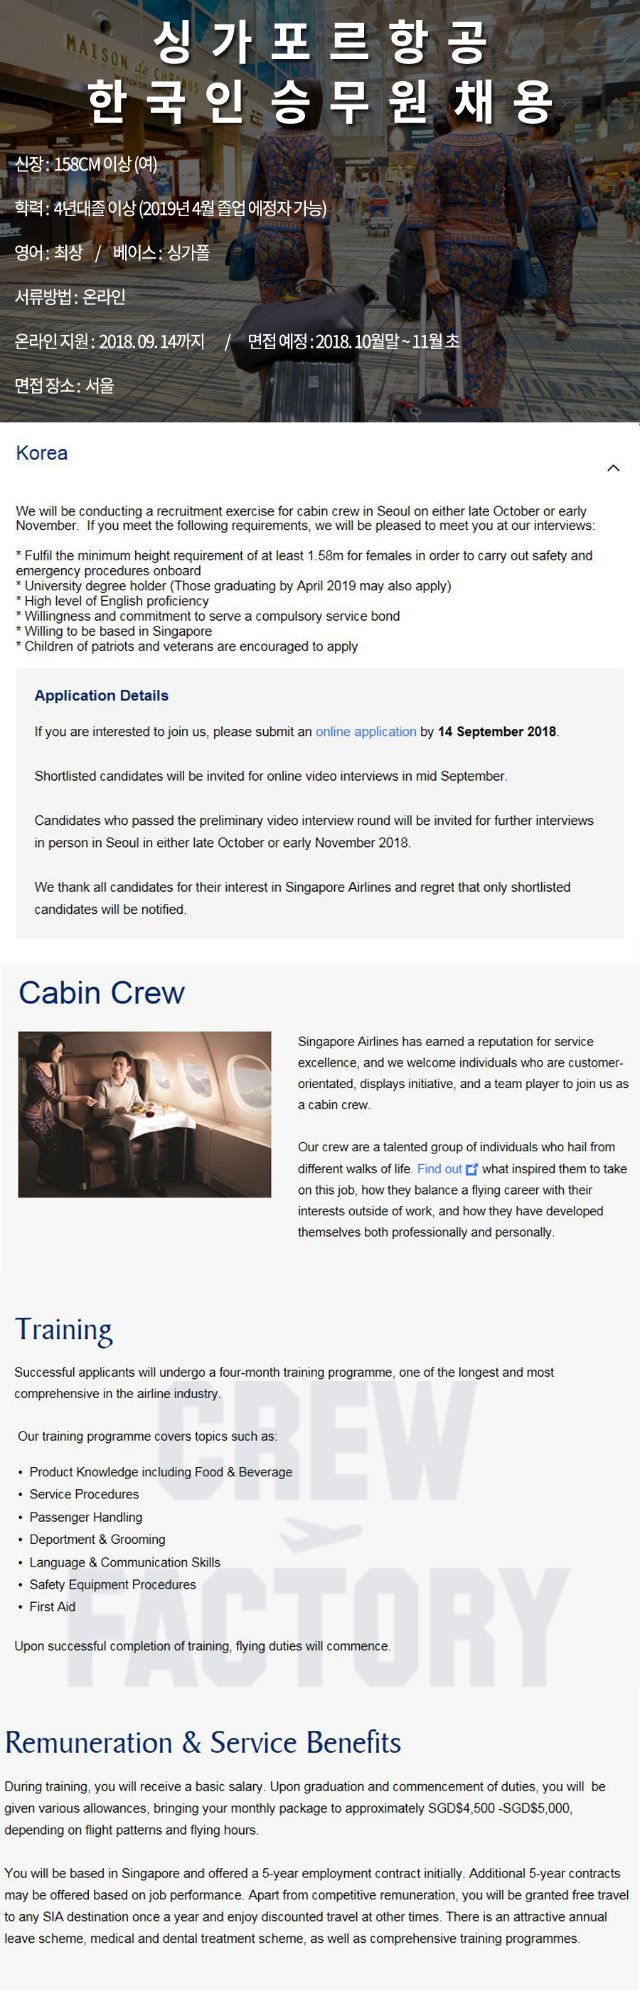 MAISON de CHRONUS
싱가포르항공
한국인 승무원 채용
신장 : 158CM 이상 (여)
학력 : 4년대졸 이상 (2019년 4월 졸업 에정자 가능)
영어 : 최상 / 베이스 : 싱가폴
서류방법 : 온라인
온라인 지원 : 2018. 09. 14까지 / 면접 예정 : 2018. 10월말 ~ 11월 초
면접 장소 : 서울
Korea
We will be conducting a recruitment exercise for cabin crew in Seoul on either late October or early
November. If you meet the following requirements, we will be pleased to meet you at our interviews:
* Fulfil the minimum height requirement of at least 1.58m for females in order to carry out safety and
emergency procedures onboard
* University degree holder (Those graduating by April 2019 may also apply)
* High level of English proficiency
* Willingness and commitment to serve a compulsory service bond
* Willing to be based in Singapore
* Children of patriots and veterans are encouraged to apply
Application Details
If you are interested to join us, please submit an online application by 14 September 2018.
Shortlisted candidates will be invited for online video interviews in mid September.
Candidates who passed the preliminary video interview round will be invited for further interviews
in person in Seoul in either late October or early November 2018.
We thank all candidates for their interest in Singapore Airlines and regret that only shortlisted
candidates will be notified.
Cabin Crew
Singapore Airlines has earned a reputation for service
excellence, and we welcome individuals who are customer-
orientated, displays initiative, and a team player to join us as
a cabin crew.
Our crew are a talented group of individuals who hail from
different walks of life. Find out what inspired them to take
on this job, how they balance a flying career with their
interests outside of work, and how they have developed
themselves both professionally and personally.
Training
Successful applicants will undergo a four-month training programme, one of the longest and most
comprehensive in the airline industry.
CREW
Our training programme covers topics such as:
• Product Knowledge including Food & Beverage
• Service Procedures
• Passenger Handling
• Deportment & Grooming
• Language & Communication Skills
• Safety Equipment Procedures
• First Aid
FACTORY
Upon successful completion of training, flying duties will commence.
Remuneration & Service Benefits
During training, you will receive a basic salary. Upon graduation and commencement of duties, you will be
given various allowances, bringing your monthly package to approximately SGD$4,500 -SGD$5,000,
depending on flight patterns and flying hours.
You will be based in Singapore and offered a 5-year employment contract initially. Additional 5-year contracts
may be offered based on job performance. Apart from competitive remuneration, you will be granted free travel
to any SIA destination once a year and enjoy discounted travel at other times. There is an attractive annual
leave scheme, medical and dental treatment scheme, as well as comprehensive training programmes.